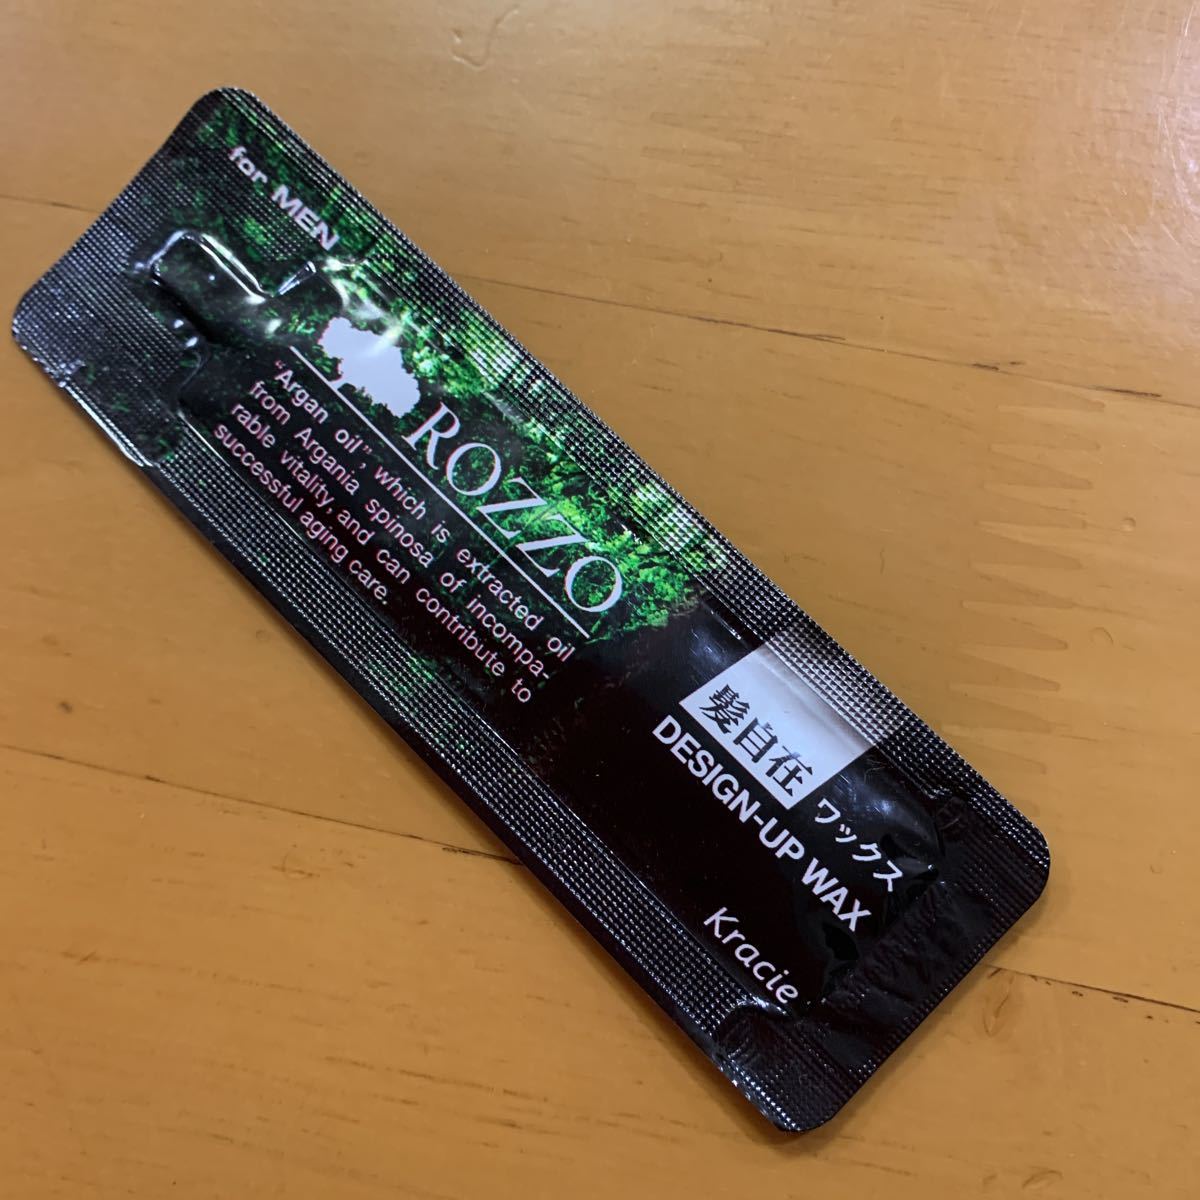 for MEN
ROZZO
"Argan oil", which is extracted oil
from Argania spinosa of incompa-
rable vitality, and can contribute to
successful aging care.
髪自在 ワックス
DESIGN-UP WAX
Kracie